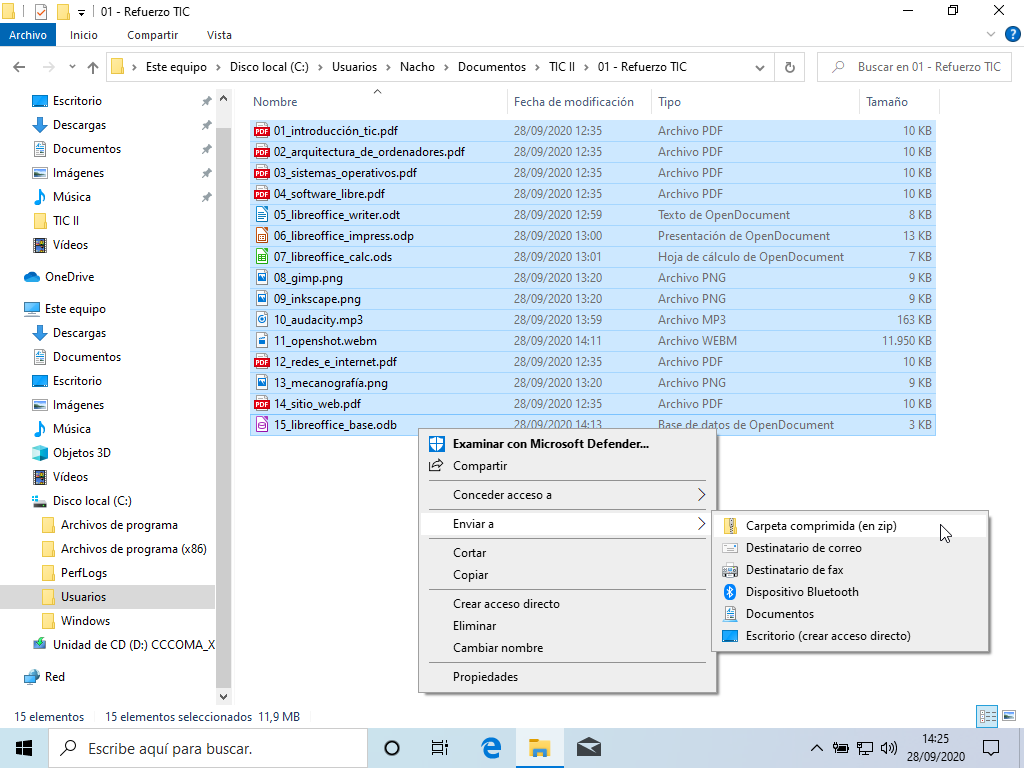 01 - Refuerzo TIC
Archivo Inicio Compartir Vista
Este equipo Disco local (C:) Usuarios Nacho Documentos TIC II 01 - Refuerzo TIC Buscar en 01 - Refuerzo TIC
Escritorio
Descargas
Documentos
Imágenes
Música
TIC II
Vídeos
OneDrive
Este equipo
Descargas
Documentos
Escritorio
Imágenes
Música
Objetos 3D
Vídeos
Disco local (C:)
Archivos de programa
Archivos de programa (x86)
PerfLogs
Usuarios
Windows
Unidad de CD (D:) CCCOMA_X
Red
Nombre Fecha de modificación Tipo Tamaño
PDF 01_introducción_tic.pdf 28/09/2020 12:35 Archivo PDF 10 KB
PDF 02_arquitectura_de_ordenadores.pdf 28/09/2020 12:35 Archivo PDF 10 KB
PDF 03_sistemas_operativos.pdf 28/09/2020 12:35 Archivo PDF 10 KB
PDF 04_software_libre.pdf 28/09/2020 12:35 Archivo PDF 10 KB
05_libreoffice_writer.odt 28/09/2020 12:59 Texto de OpenDocument 8 KB
06_libreoffice_impress.odp 28/09/2020 13:00 Presentación de OpenDocument 13 KB
07_libreoffice_calc.ods 28/09/2020 13:01 Hoja de cálculo de OpenDocument 7 KB
08_gimp.png 28/09/2020 13:20 Archivo PNG 9 KB
09_inkscape.png 28/09/2020 13:20 Archivo PNG 9 KB
10_audacity.mp3 28/09/2020 13:59 Archivo MP3 163 KB
11_openshot.webm 28/09/2020 14:11 Archivo WEBM 11.950 KB
PDF 12_redes_e_internet.pdf 28/09/2020 12:35 Archivo PDF 10 KB
13_mecanografía.png 28/09/2020 13:20 Archivo PNG 9 KB
PDF 14_sitio_web.pdf 28/09/2020 12:35 Archivo PDF 10 KB
15_libreoffice_base.odb 28/09/2020 14:13 Base de datos de OpenDocument 3 KB
Examinar con Microsoft Defender...
Compartir
Conceder acceso a
Enviar a
Cortar
Copiar
Crear acceso directo
Eliminar
Cambiar nombre
Propiedades
Carpeta comprimida (en zip)
Destinatario de correo
Destinatario de fax
Dispositivo Bluetooth
Documentos
Escritorio (crear acceso directo)
15 elementos 15 elementos seleccionados 11,9 MB
Escribe aquí para buscar.
14:25
28/09/2020